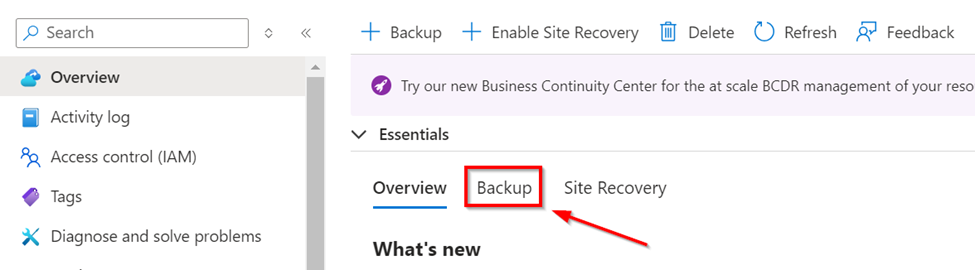 Search
Overview
Activity log
Access control (IAM)
Tags
Diagnose and solve problems
Backup Enable Site Recovery Delete Refresh Feedback
Try our new Business Continuity Center for the at scale BCDR management of your reso
Essentials
Overview Backup Site Recovery
What's new